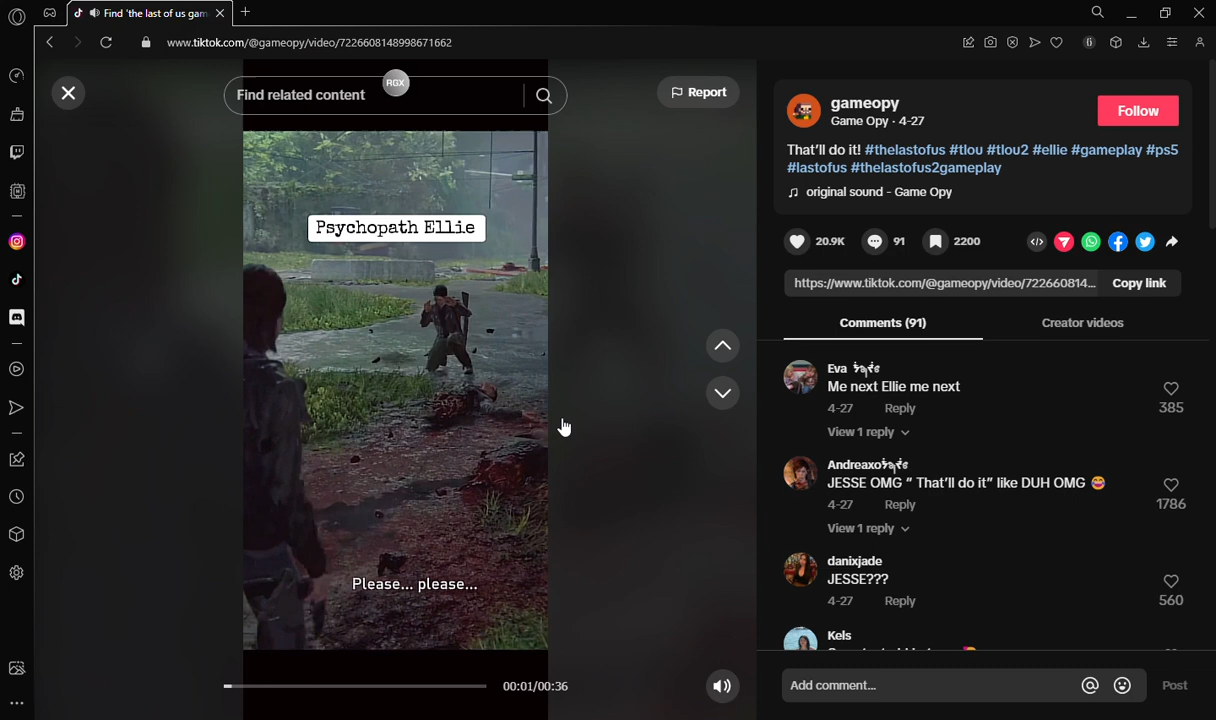 Find 'the last of us gam
www.tiktok.com/@gameopy/video/7226608148998671662
Find related content
RGX
Report
Psychopath Ellie
Please... please...
00:01/00:36
gameopy
Game Opy · 4-27
Follow
That'll do it! #thelastofus #tlou #tlou2 #ellie #gameplay #ps5
#lastofus #thelastofus2gameplay
original sound - Game Opy
20.9K
91
2200
https://www.tiktok.com/@gameopy/video/722660814...
Copy link
Comments (91)
Creator videos
Eva
Me next Ellie me next
385
4-27 Reply
View 1 reply
Andreaxo
JESSE OMG “ That'll do it” like DUH OMG 😂
1786
4-27 Reply
View 1 reply
danixjade
JESSE???
560
4-27 Reply
Kels
Add comment...
Post